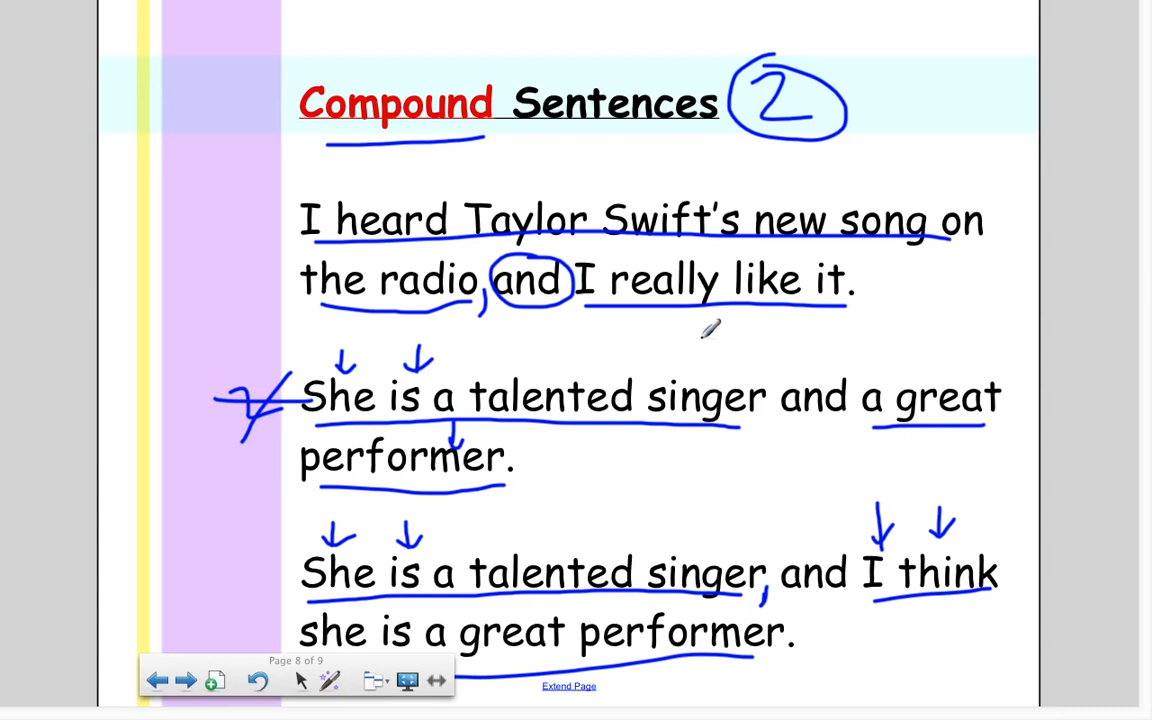 Compound Sentences 2
I heard Taylor Swift's new song on
the radio, and I really like it.
She is a talented singer and a great
performer.
She is a talented singer, and I think
she is a great performer.
Page 8 of 9
Extend Page